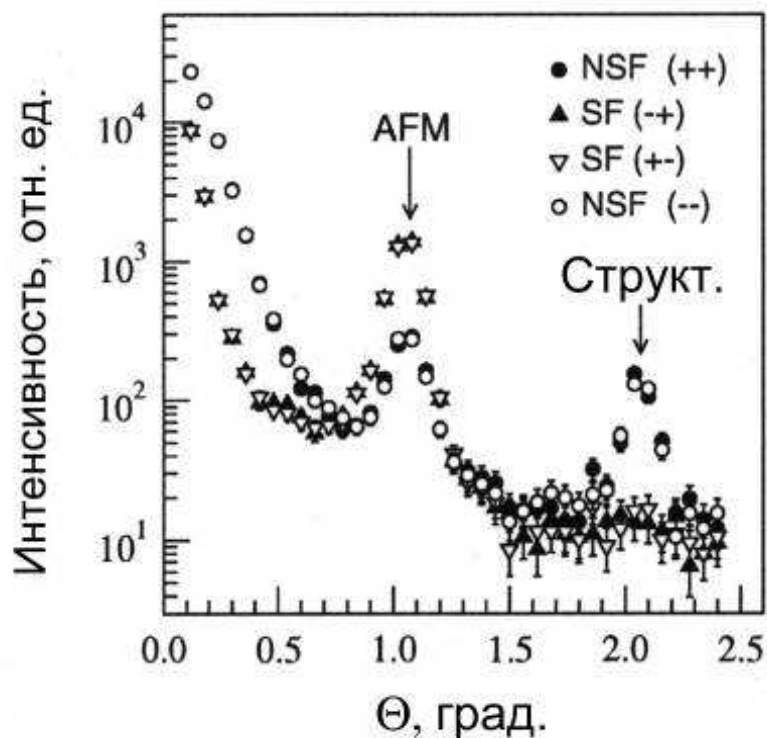 Интенсивность, отн. ед.
10⁴
10³
10²
10¹
NSF (++)
SF (-+)
SF (+-)
NSF (--)
AFM
Структ.
0.0 0.5 1.0 1.5 2.0 2.5
Θ, град.